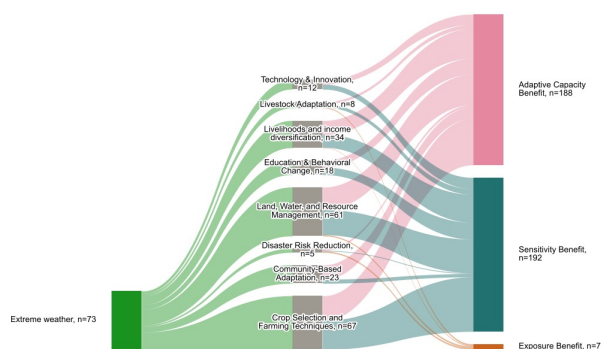 Technology & Innovation,
n=12
Livestock Adaptation, n=8
Livelihoods and income
diversification, n=34
Education & Behavioral
Change, n=18
Land, Water, and Resource
Management, n=61
Disaster Risk Reduction,
n=5
Community-Based
Adaptation, n=23
Crop Selection and
Farming Techniques, n=67
Extreme weather, n=73
Adaptive Capacity
Benefit, n=188
Sensitivity Benefit,
n=192
Exposure Benefit, n=7